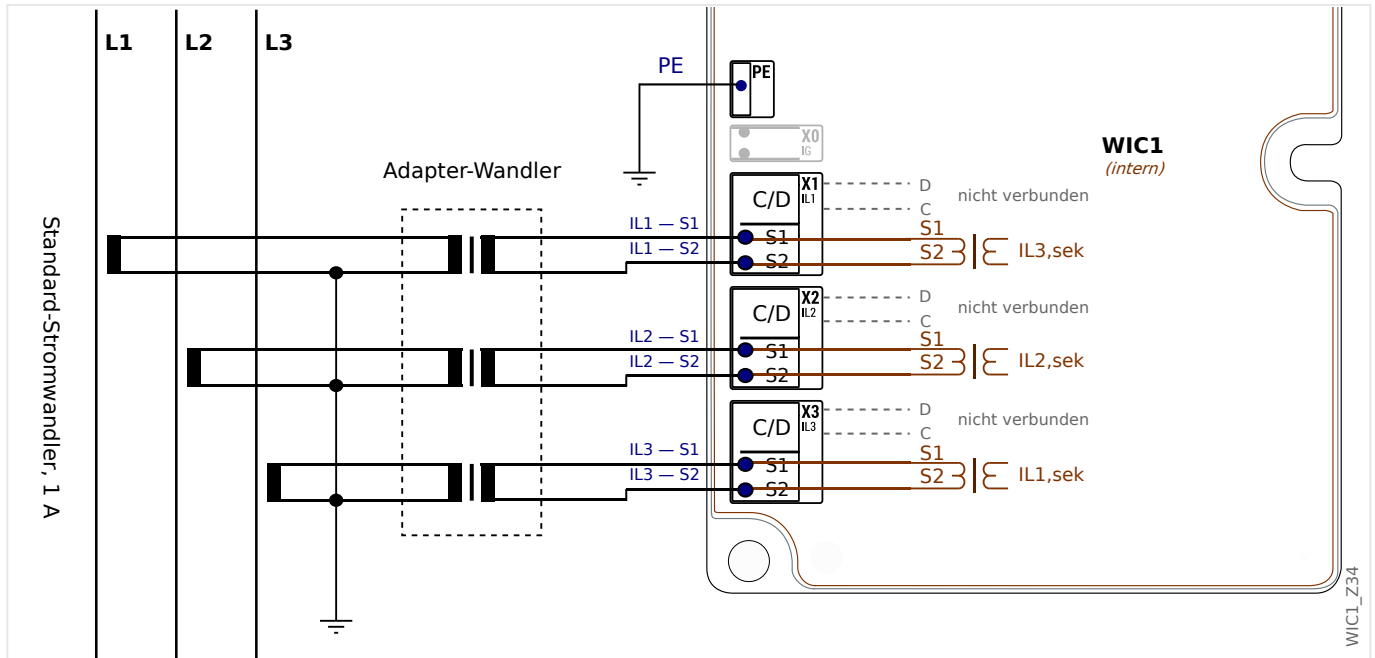 L1 L2 L3
PE
PE
X0
IG
WIC1
(intern)
Adapter-Wandler
Standard-Stromwandler, 1 A
C/D X1
IL1
D
nicht verbunden
C
IL1 — S1
S1
S1
IL1 — S2
S2
S2
IL3,sek
C/D X2
IL2
D
nicht verbunden
C
IL2 — S1
S1
S1
IL2 — S2
S2
S2
IL2,sek
C/D X3
IL3
D
nicht verbunden
C
IL3 — S1
S1
S1
IL3 — S2
S2
S2
IL1,sek
WIC1_Z34